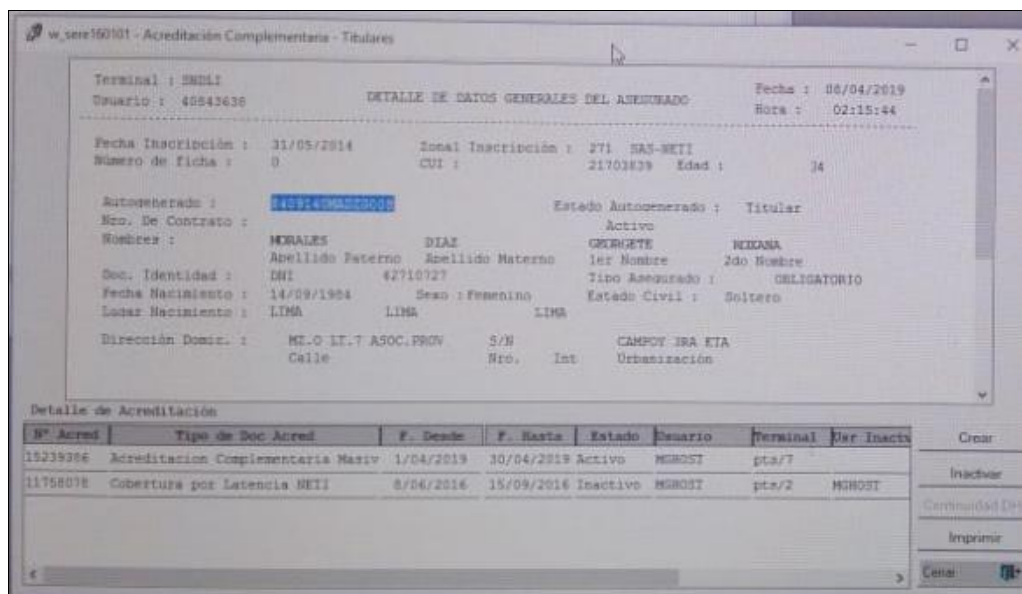 w_sere160101 - Acreditación Complementaria - Titulares
Terminal : SNDLI
Usuario : 40843638
DETALLE DE DATOS GENERALES DEL ASEGURADO
Fecha : 08/04/2019
Hora : 02:15:44
Fecha Inscripción : 31/05/2014 Zonal Inscripción : 271 SAS-NETI
Número de ficha : 0 CUI : 21703839 Edad : 34
Autogenerado : Estado Autogenerado : Titular
Nro. De Contrato : Activo
Nombres : MORALES DIAZ GEORGETE ROXANA
Apellido Paterno Apellido Materno 1er Nombre 2do Nombre
Doc. Identidad : DNI 42710727 Tipo Asegurado : OBLIGATORIO
Fecha Nacimiento : 14/09/1984 Sexo : Femenino Estado Civil : Soltero
Lugar Nacimiento : LIMA LIMA LIMA
Dirección Domic. : MZ.O LT.7 ASOC.PROV S/N CAMPOY 3RA ETA
Calle Nro. Int Urbanización
Detalle de Acreditación
Nº Acred Tipo de Doc Acred F. Desde F. Hasta Estado Usuario Terminal Usr Inactv
15239386 Acreditacion Complementaria Masiv 1/04/2019 30/04/2019 Activo MGHOST pts/7
11758078 Cobertura por Latencia NETI 8/06/2016 15/09/2016 Inactivo MGHOST pts/2 MGHOST
Crear
Inactivar
Continuidad DH
Imprimir
Cerrar